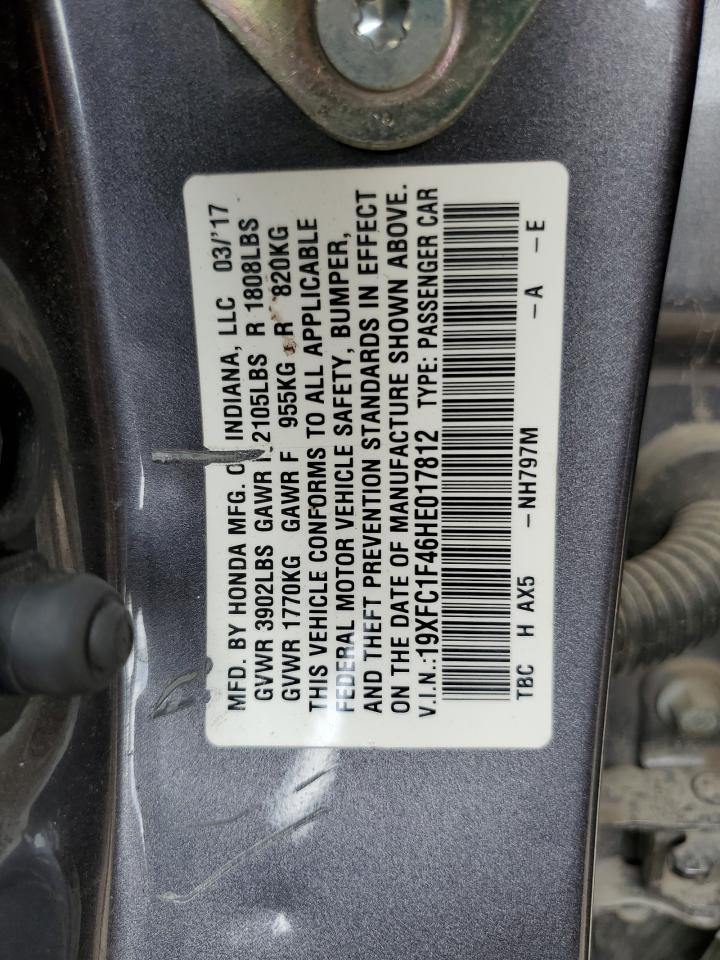 MFD. BY HONDA MFG. OF INDIANA, LLC 03/'17
GVWR 3902LBS GAWR F 2105LBS R 1808LBS
GVWR 1770KG GAWR F 955KG R 820KG
THIS VEHICLE CONFORMS TO ALL APPLICABLE
FEDERAL MOTOR VEHICLE SAFETY, BUMPER,
AND THEFT PREVENTION STANDARDS IN EFFECT
ON THE DATE OF MANUFACTURE SHOWN ABOVE.
V.I.N.:19XFC1F46HE017812 TYPE: PASSENGER CAR
TBC H AX5 -NH797M -A -E